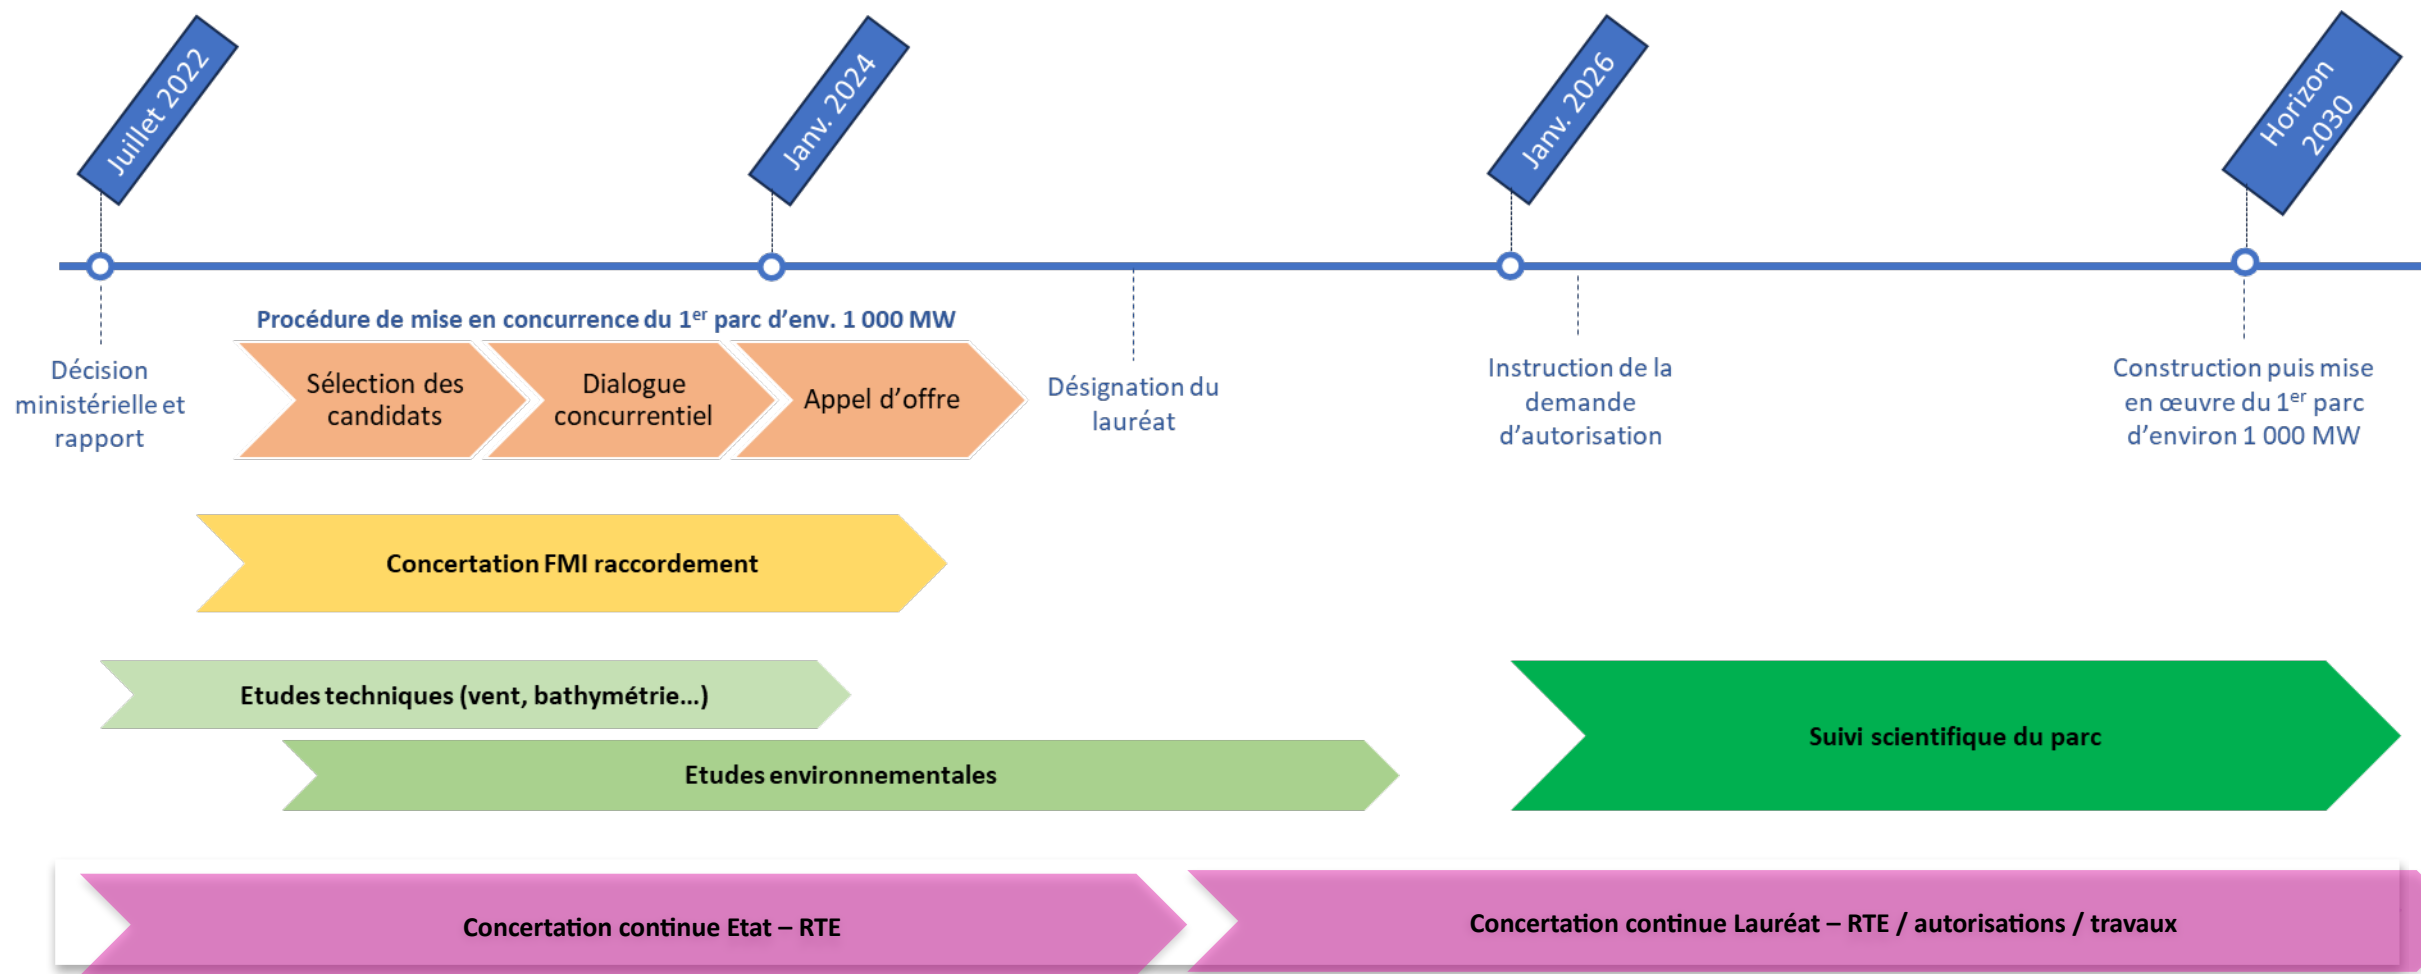 Juillet 2022
Janv. 2024
Janv. 2026
Horizon
2030
Procédure de mise en concurrence du 1er parc d’env. 1 000 MW
Décision
ministérielle et
rapport
Sélection des
candidats
Dialogue
concurrentiel
Appel d’offre
Désignation du
lauréat
Instruction de la
demande
d’autorisation
Construction puis mise
en œuvre du 1er parc
d’environ 1 000 MW
Concertation FMI raccordement
Etudes techniques (vent, bathymétrie…)
Etudes environnementales
Suivi scientifique du parc
Concertation continue Etat – RTE
Concertation continue Lauréat – RTE / autorisations / travaux